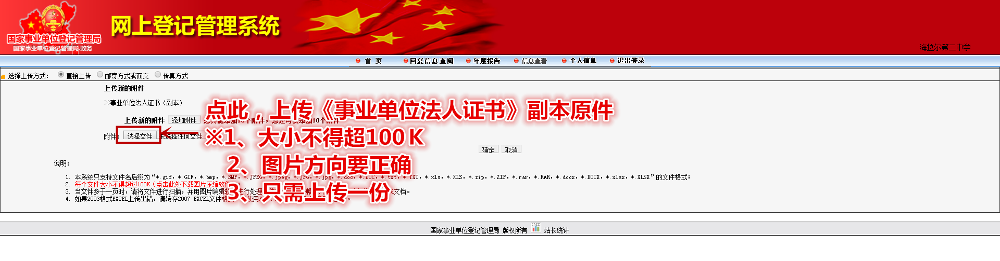 国家事业单位登记管理局
国家事业单位登记管理局.政务
网上登记管理系统
海拉尔第二中学
首 页 回复信息查阅 年度报告 信息查看 个人信息 退出登录
选择上传方式： 直接上传 邮寄方式或面交 传真方式
上传新的附件
>>事业单位法人证书（副本）
点此，上传《事业单位法人证书》副本原件
上传新的附件 添加附件
附件： 选择文件 未选择任何文件
※1、大小不得超100K
确定 取消
2、图片方向要正确
说明：
1. 本系统只支持文件名后缀为“*.gif，*.GIF，*.bmp，*.BMP，*.JPEG，*.jpeg，*.JPG，*.jpg，*.doc，*.DOC，*.txt，*.TXT，*.xls，*.XLS，*.zip，*.ZIP，*.rar，*.RAR，*.docx，*.DOCX，*.xlsx，*.XLSX”的文件格式；
2. 每个文件大小不得超过100K（点击此处下载图片压缩软件
3. 当文件多于一页时，请将文件进行扫描，并用图片编辑软 进行处理 文档。
3、只需上传一份
4. 如果2003格式EXCEL上传出错，请转存2007 EXCEL文件格 使用
国家事业单位登记管理局 版权所有 站长统计